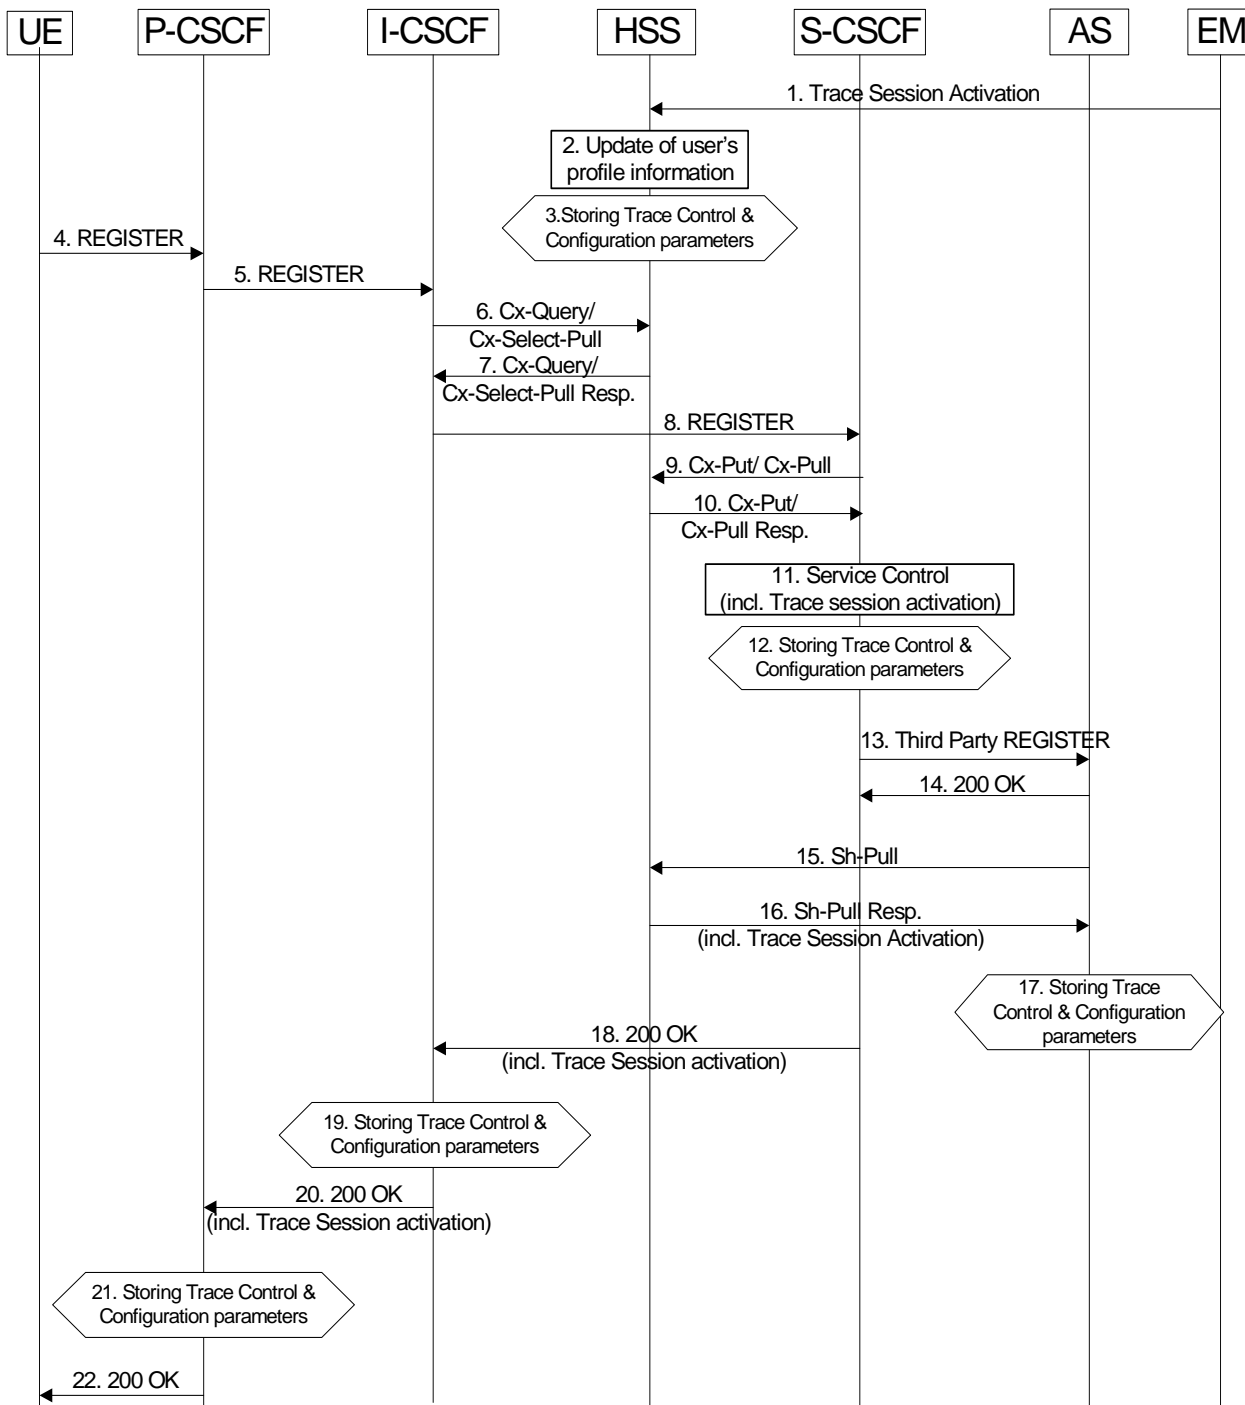 UE P-CSCF I-CSCF HSS S-CSCF AS EM
1. Trace Session Activation
2. Update of user's
profile information
3.Storing Trace Control &
Configuration parameters
4. REGISTER
5. REGISTER
6. Cx-Query/
Cx-Select-Pull
7. Cx-Query/
Cx-Select-Pull Resp.
8. REGISTER
9. Cx-Put/ Cx-Pull
10. Cx-Put/
Cx-Pull Resp.
11. Service Control
(incl. Trace session activation)
12. Storing Trace Control &
Configuration parameters
13. Third Party REGISTER
14. 200 OK
15. Sh-Pull
16. Sh-Pull Resp.
(incl. Trace Session Activation)
17. Storing Trace
Control & Configuration
parameters
18. 200 OK
(incl. Trace Session activation)
19. Storing Trace Control &
Configuration parameters
20. 200 OK
(incl. Trace Session activation)
21. Storing Trace Control &
Configuration parameters
22. 200 OK